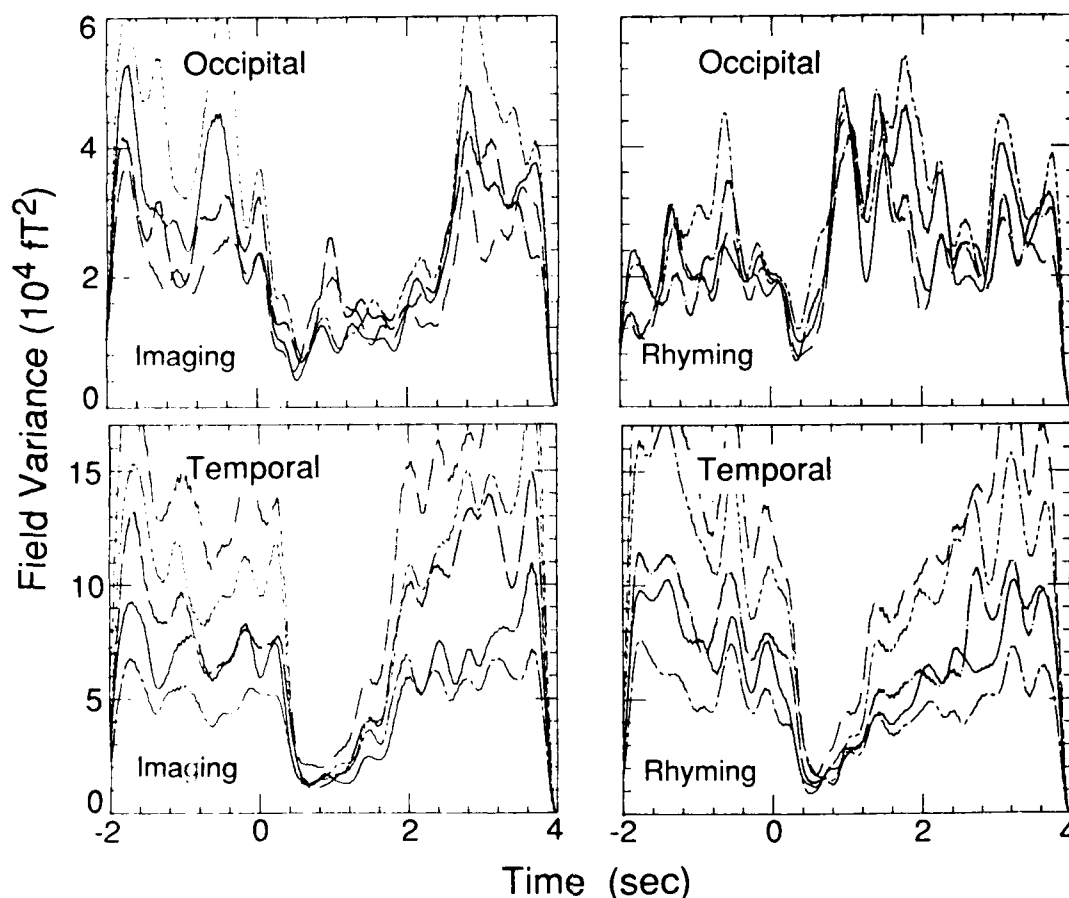 Field Variance (10⁴ fT²)
6
4
2
0
Occipital
Imaging
Occipital
Rhyming
15
10
5
0
Temporal
Imaging
-2
0
2
4
Temporal
Rhyming
-2
0
2
4
Time (sec)